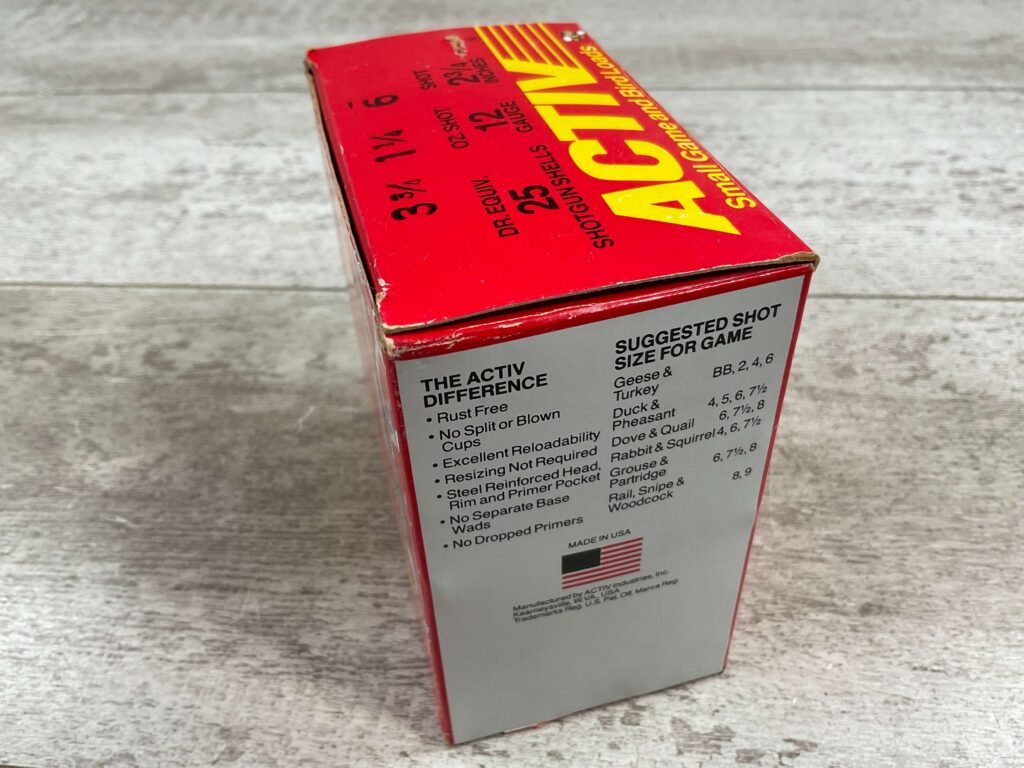 ACTIV
Small Game and Bird Loads
3 3/4 1 1/4 6
DR. EQUIV. OZ. SHOT SHOT
25 12 2 3/4
SHOTGUN SHELLS GAUGE INCHES
THE ACTIV
DIFFERENCE
• Rust Free
• No Split or Blown
Cups
• Excellent Reloadability
• Resizing Not Required
• Steel Reinforced Head,
Rim and Primer Pocket
• No Separate Base
Wads
• No Dropped Primers
SUGGESTED SHOT
SIZE FOR GAME
Geese & BB, 2, 4, 6
Turkey
Duck & 4, 5, 6, 7½
Pheasant 6, 7½, 8
Dove & Quail 4, 6, 7½
Rabbit & Squirrel
Grouse & 6, 7½, 8
Partridge
Rail, Snipe & 8, 9
Woodcock
MADE IN USA
Manufactured by ACTIV Industries, Inc.
Kearneysville, W.VA., USA
Trademarks Reg. U.S. Pat. Off. Marca Reg.